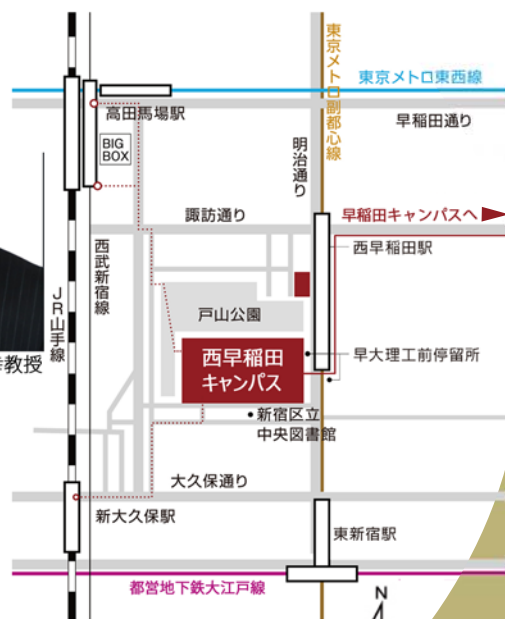 東京メトロ副都心線
東京メトロ東西線
高田馬場駅
早稲田通り
BIG
BOX
明治通り
諏訪通り
早稲田キャンパスへ
西早稲田駅
西武新宿線
JR山手線
戸山公園
西早稲田
キャンパス
早大理工前停留所
教授
新宿区立
中央図書館
大久保通り
新大久保駅
東新宿駅
都営地下鉄大江戸線
N